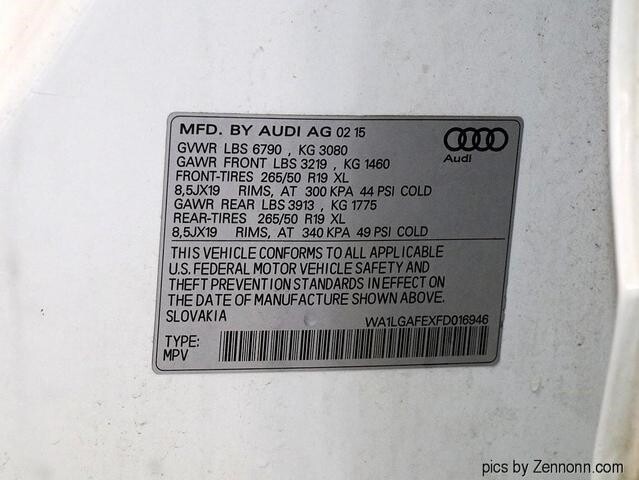 MFD. BY AUDI AG 02 15
GVWR LBS 6790 , KG 3080
GAWR FRONT LBS 3219 , KG 1460
FRONT-TIRES 265/50 R19 XL
8,5JX19 RIMS, AT 300 KPA 44 PSI COLD
GAWR REAR LBS 3913 , KG 1775
REAR-TIRES 265/50 R19 XL
8,5JX19 RIMS, AT 340 KPA 49 PSI COLD
Audi
THIS VEHICLE CONFORMS TO ALL APPLICABLE
U.S. FEDERAL MOTOR VEHICLE SAFETY AND
THEFT PREVENTION STANDARDS IN EFFECT ON
THE DATE OF MANUFACTURE SHOWN ABOVE.
SLOVAKIA WA1LGAFEXFD016946
TYPE:
MPV
pics by Zennonn.com